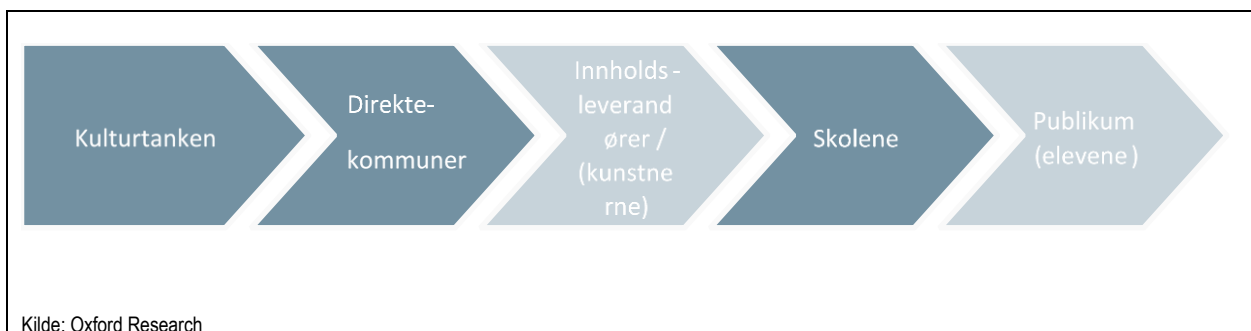 Kulturtanken
Direkte-
kommuner
Innholds-
leverand
ører /
(kunstne
rne)
Skolene
Publikum
(elevene)
Kilde: Oxford Research